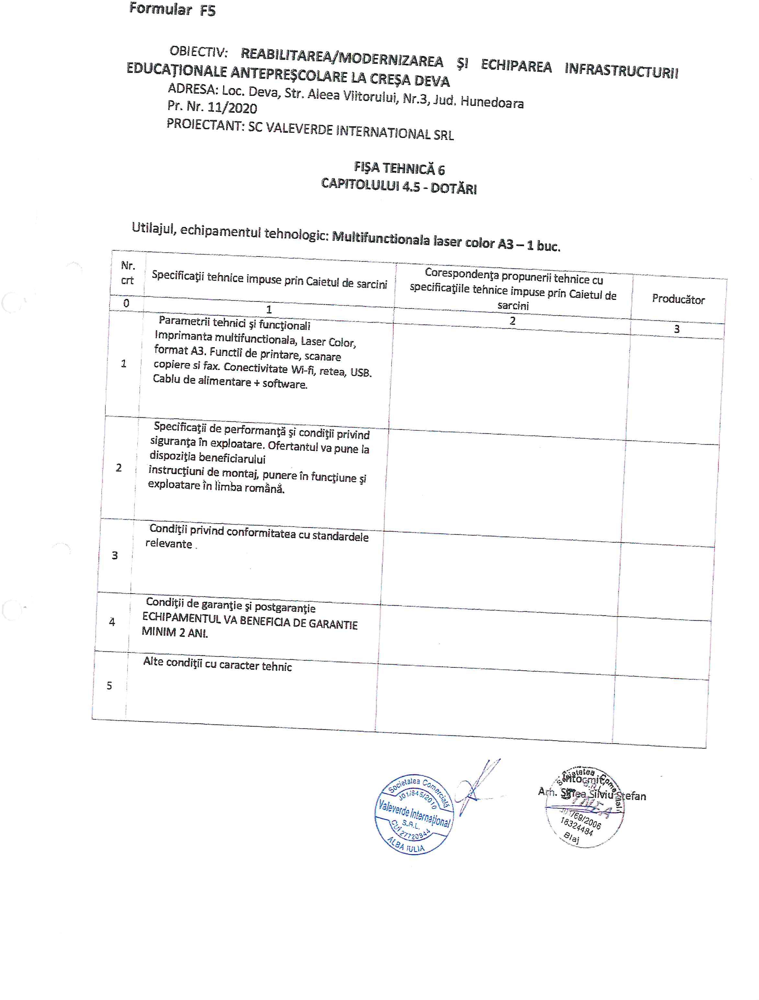 Formular F5
OBIECTIV: REABILITAREA/MODERNIZAREA ŞI ECHIPAREA INFRASTRUCTURII
EDUCAȚIONALE ANTEPREŞCOLARE LA CREŞA DEVA
ADRESA: Loc. Deva, Str. Aleea Viitorului, Nr.3, Jud. Hunedoara
Pr. Nr. 11/2020
PROIECTANT: SC VALEVERDE INTERNATIONAL SRL
FIŞA TEHNICĂ 6
CAPITOLULUI 4.5 - DOTĂRI
Utilajul, echipamentul tehnologic: Multifunctionala laser color A3 – 1 buc.
Nr.
crt
Specificaţii tehnice impuse prin Caietul de sarcini
Corespondenţa propunerii tehnice cu
specificaţiile tehnice impuse prin Caietul de
sarcini
Producător
0
1
2
3
1
Parametrii tehnici şi funcţionali
Imprimanta multifunctionala, Laser Color,
format A3. Functii de printare, scanare
copiere si fax. Conectivitate Wi-fi, retea, USB.
Cablu de alimentare + software.
2
Specificaţii de performanţă şi condiţii privind
siguranţa în exploatare. Ofertantul va pune la
dispoziţia beneficiarului
instrucţiuni de montaj, punere în funcţiune şi
exploatare în limba română.
3
Condiţii privind conformitatea cu standardele
relevante .
4
Condiţii de garanţie şi postgaranţie
ECHIPAMENTUL VA BENEFICIA DE GARANTIE
MINIM 2 ANI.
5
Alte condiţii cu caracter tehnic
Societatea Comercială
J01/645/2010
Valeverde Internaţional
S.R.L.
CUI 27720844
ALBA IULIA
Societatea Comercială
Intocmit,
S.R.L.
Arh. Sinea Silviu Stefan
SINEA
J01/69/2006
18324484
Blaj